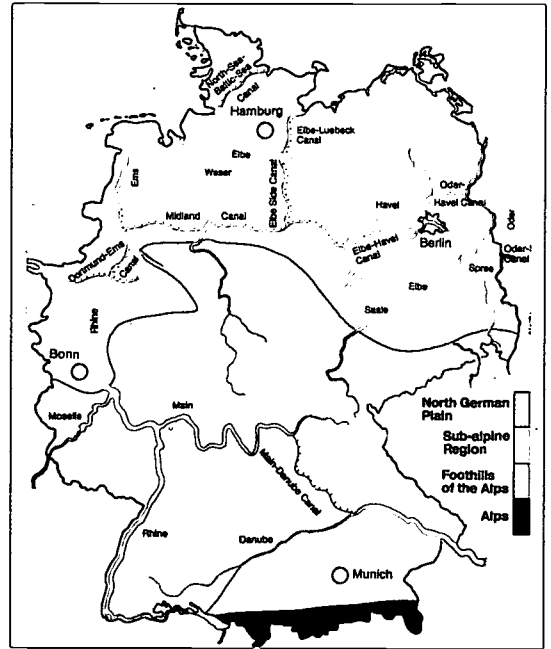 North-Sea-
Baltic-Sea
Canal
Hamburg
Elbe-Luebeck
Canal
Elbe
Weser
Ems
Elbe Side Canal
Midland Canal
Havel
Oder-
Havel Canal
Oder
Berlin
Elbe-Havel
Canal
Oder-
Canal
Spree
Dortmund-Ems
Canal
Elbe
Saale
Rhine
Bonn
Moselle
Main
North German
Plain
Sub-alpine
Region
Foothills
of the Alps
Alps
Main-Danube Canal
Rhine
Danube
Munich